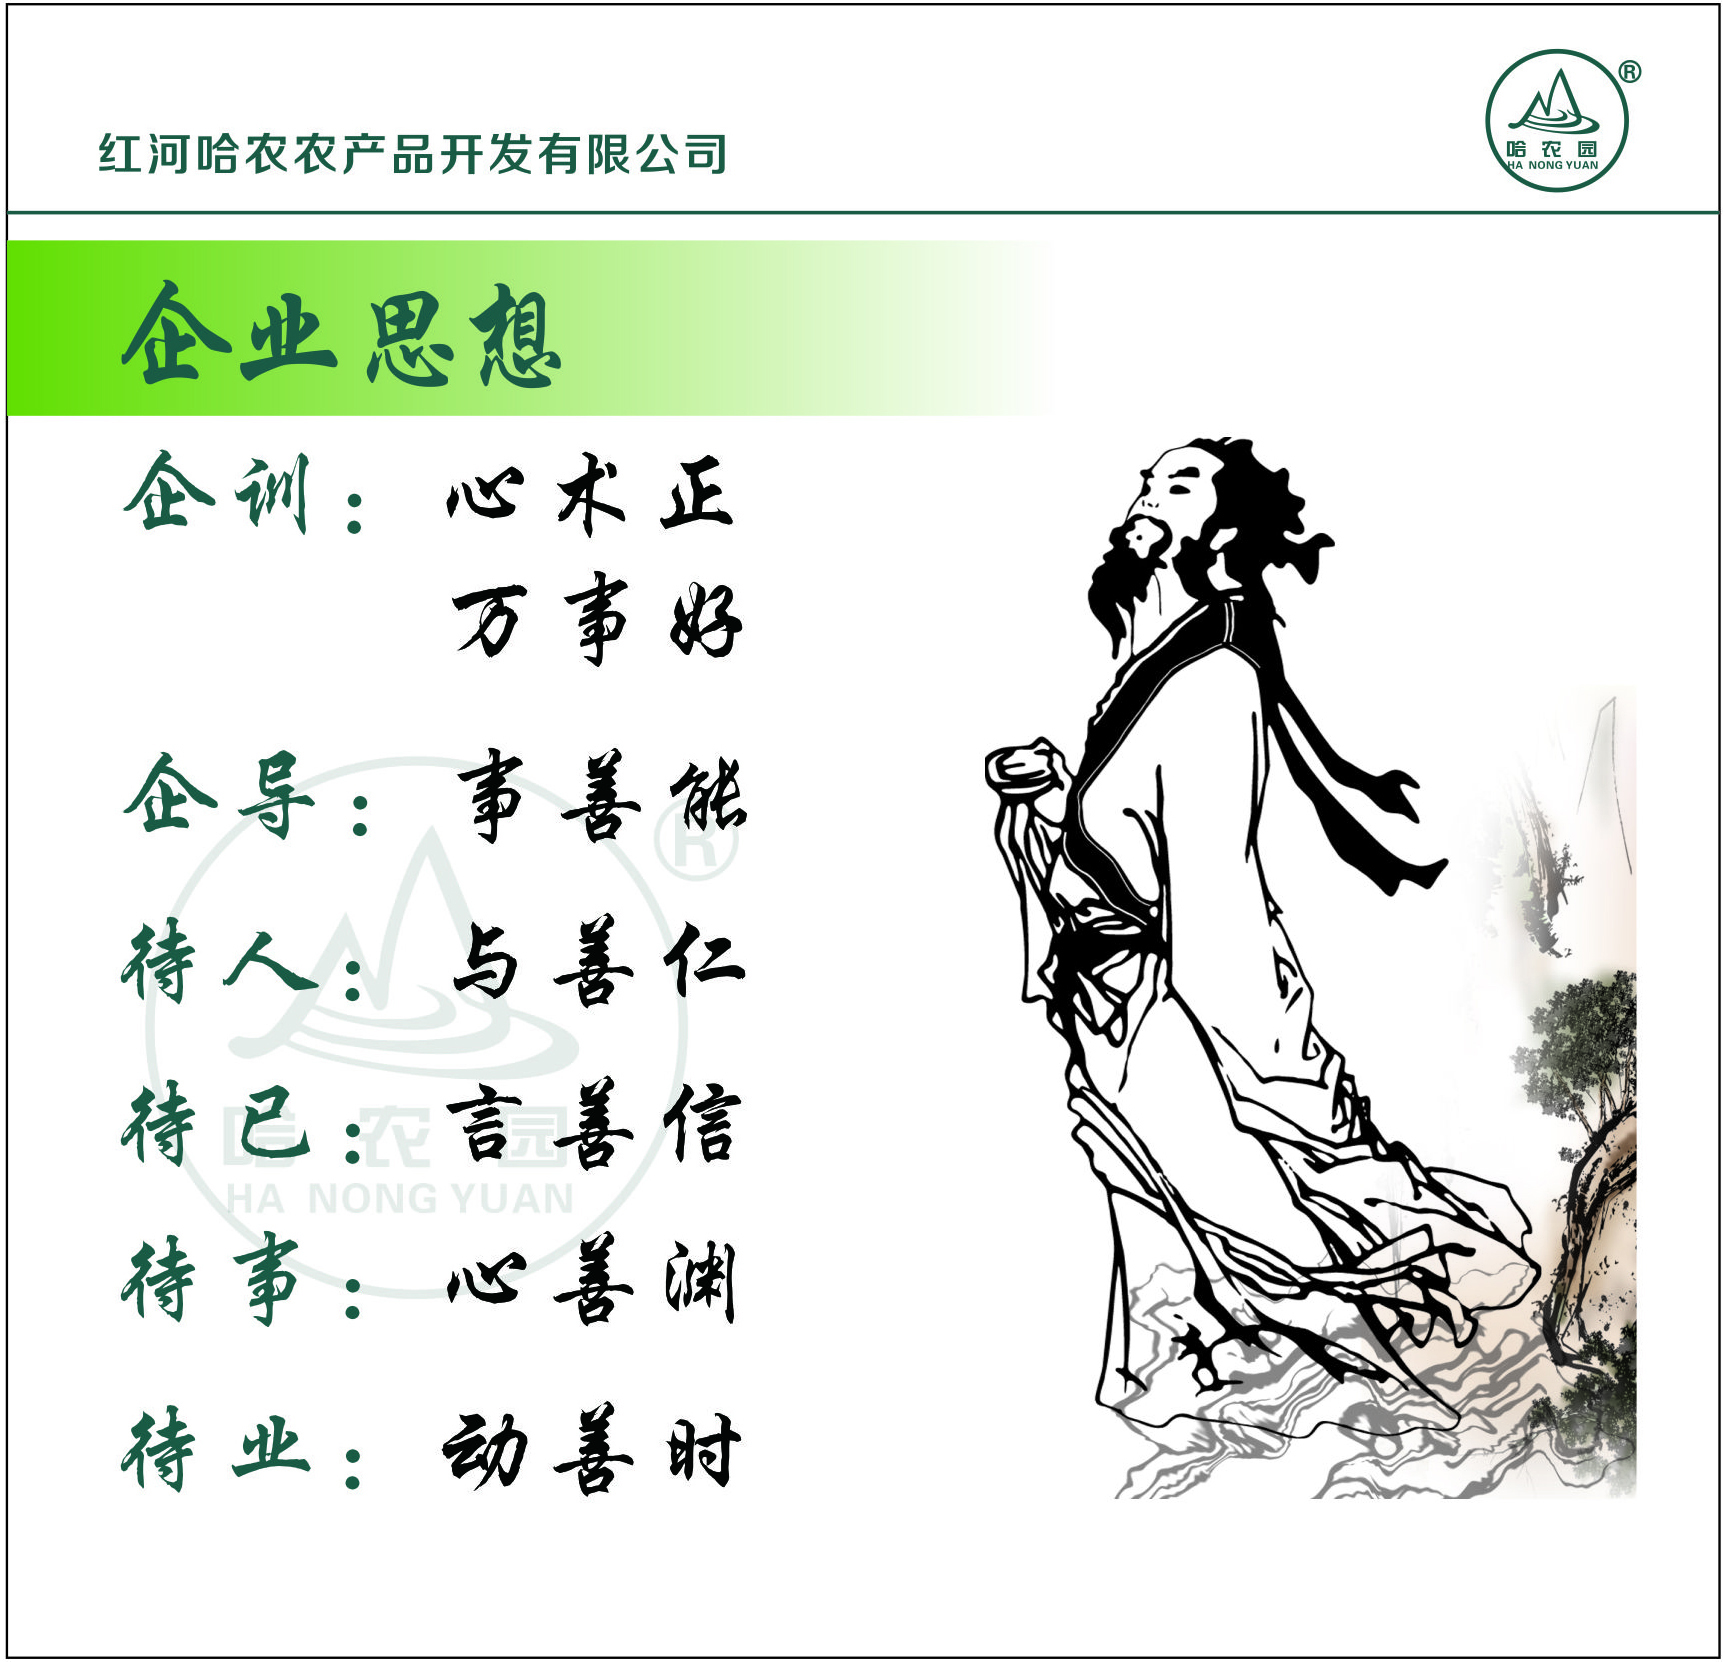 红河哈农农产品开发有限公司
®
哈农园
HA NONG YUAN
企业思想
企训：心术正
万事好
企导：事善能
待人：与善仁
待已：言善信
待事：心善渊
待业：动善时
®
哈农园
HA NONG YUAN